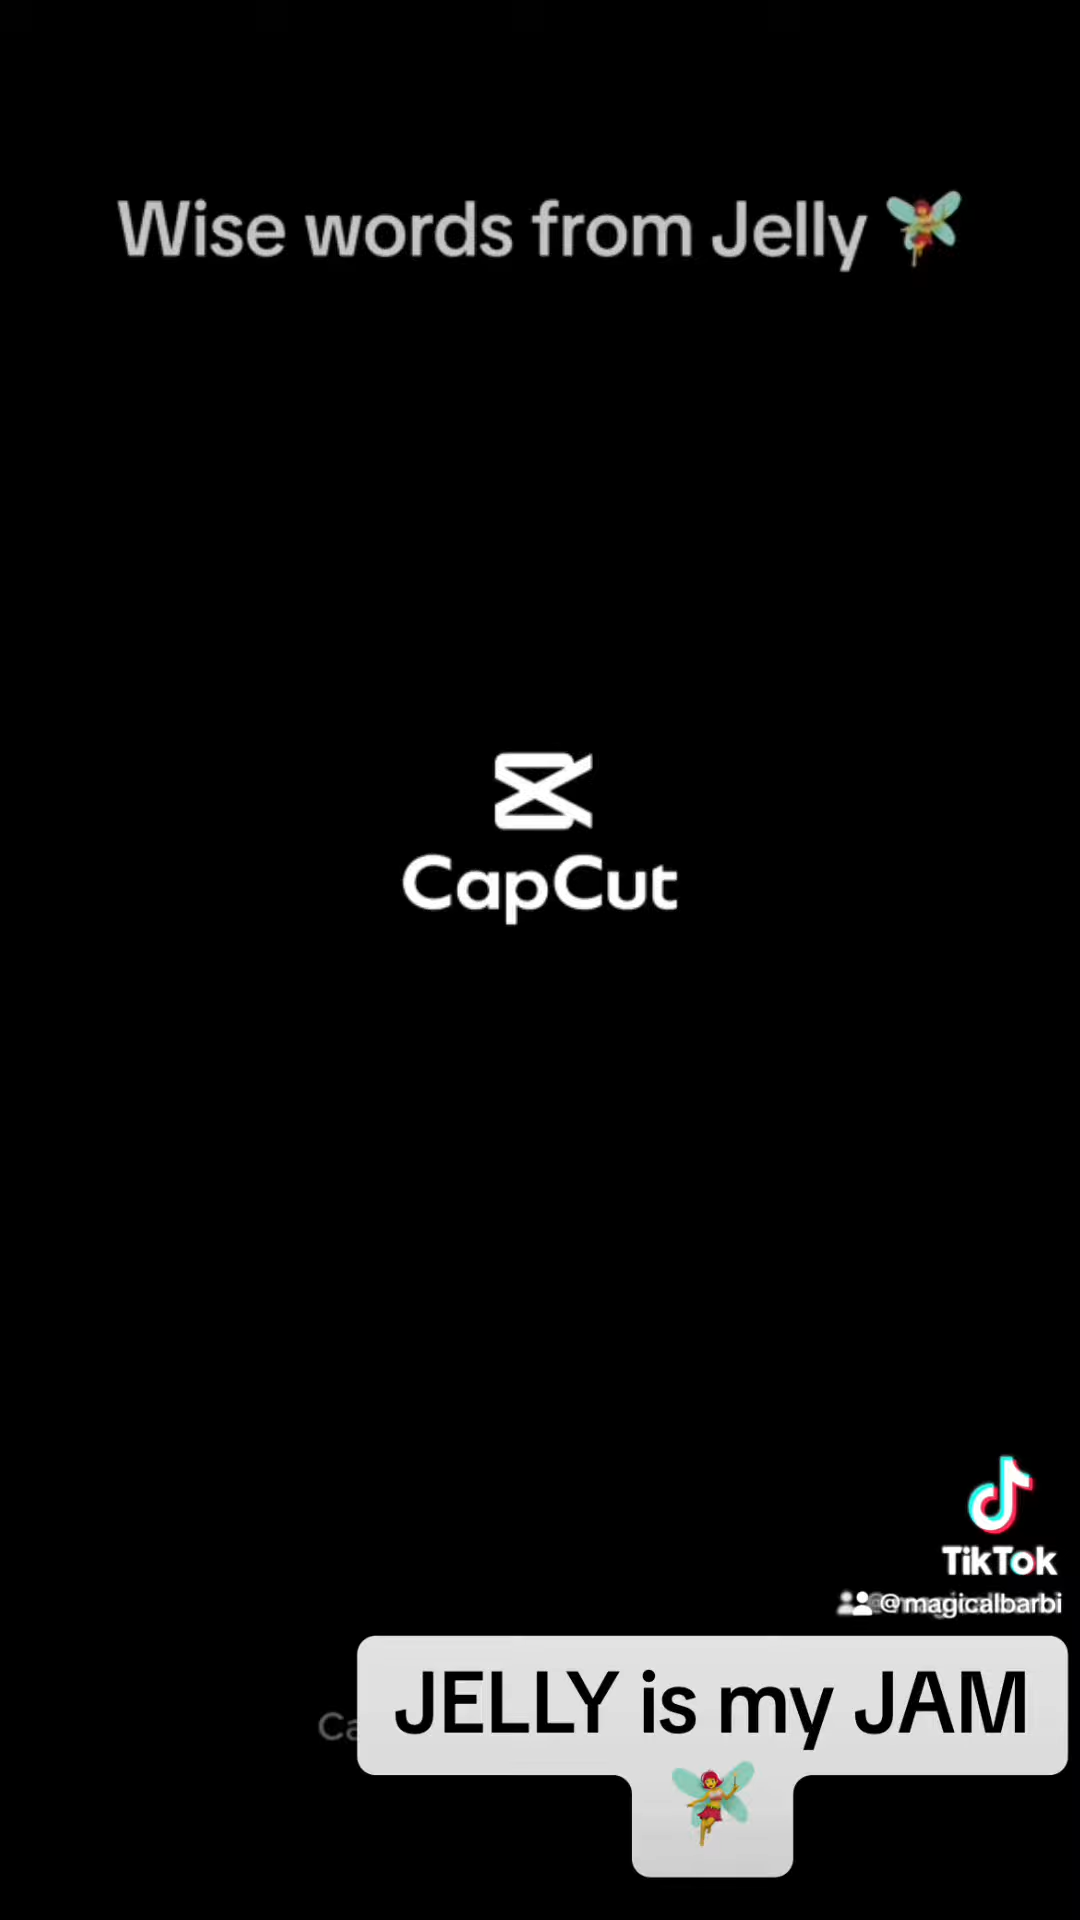 Wise words from Jelly 🧚‍♀️
CapCut
TikTok
@magicalbarbi
JELLY is my JAM
🧚‍♀️